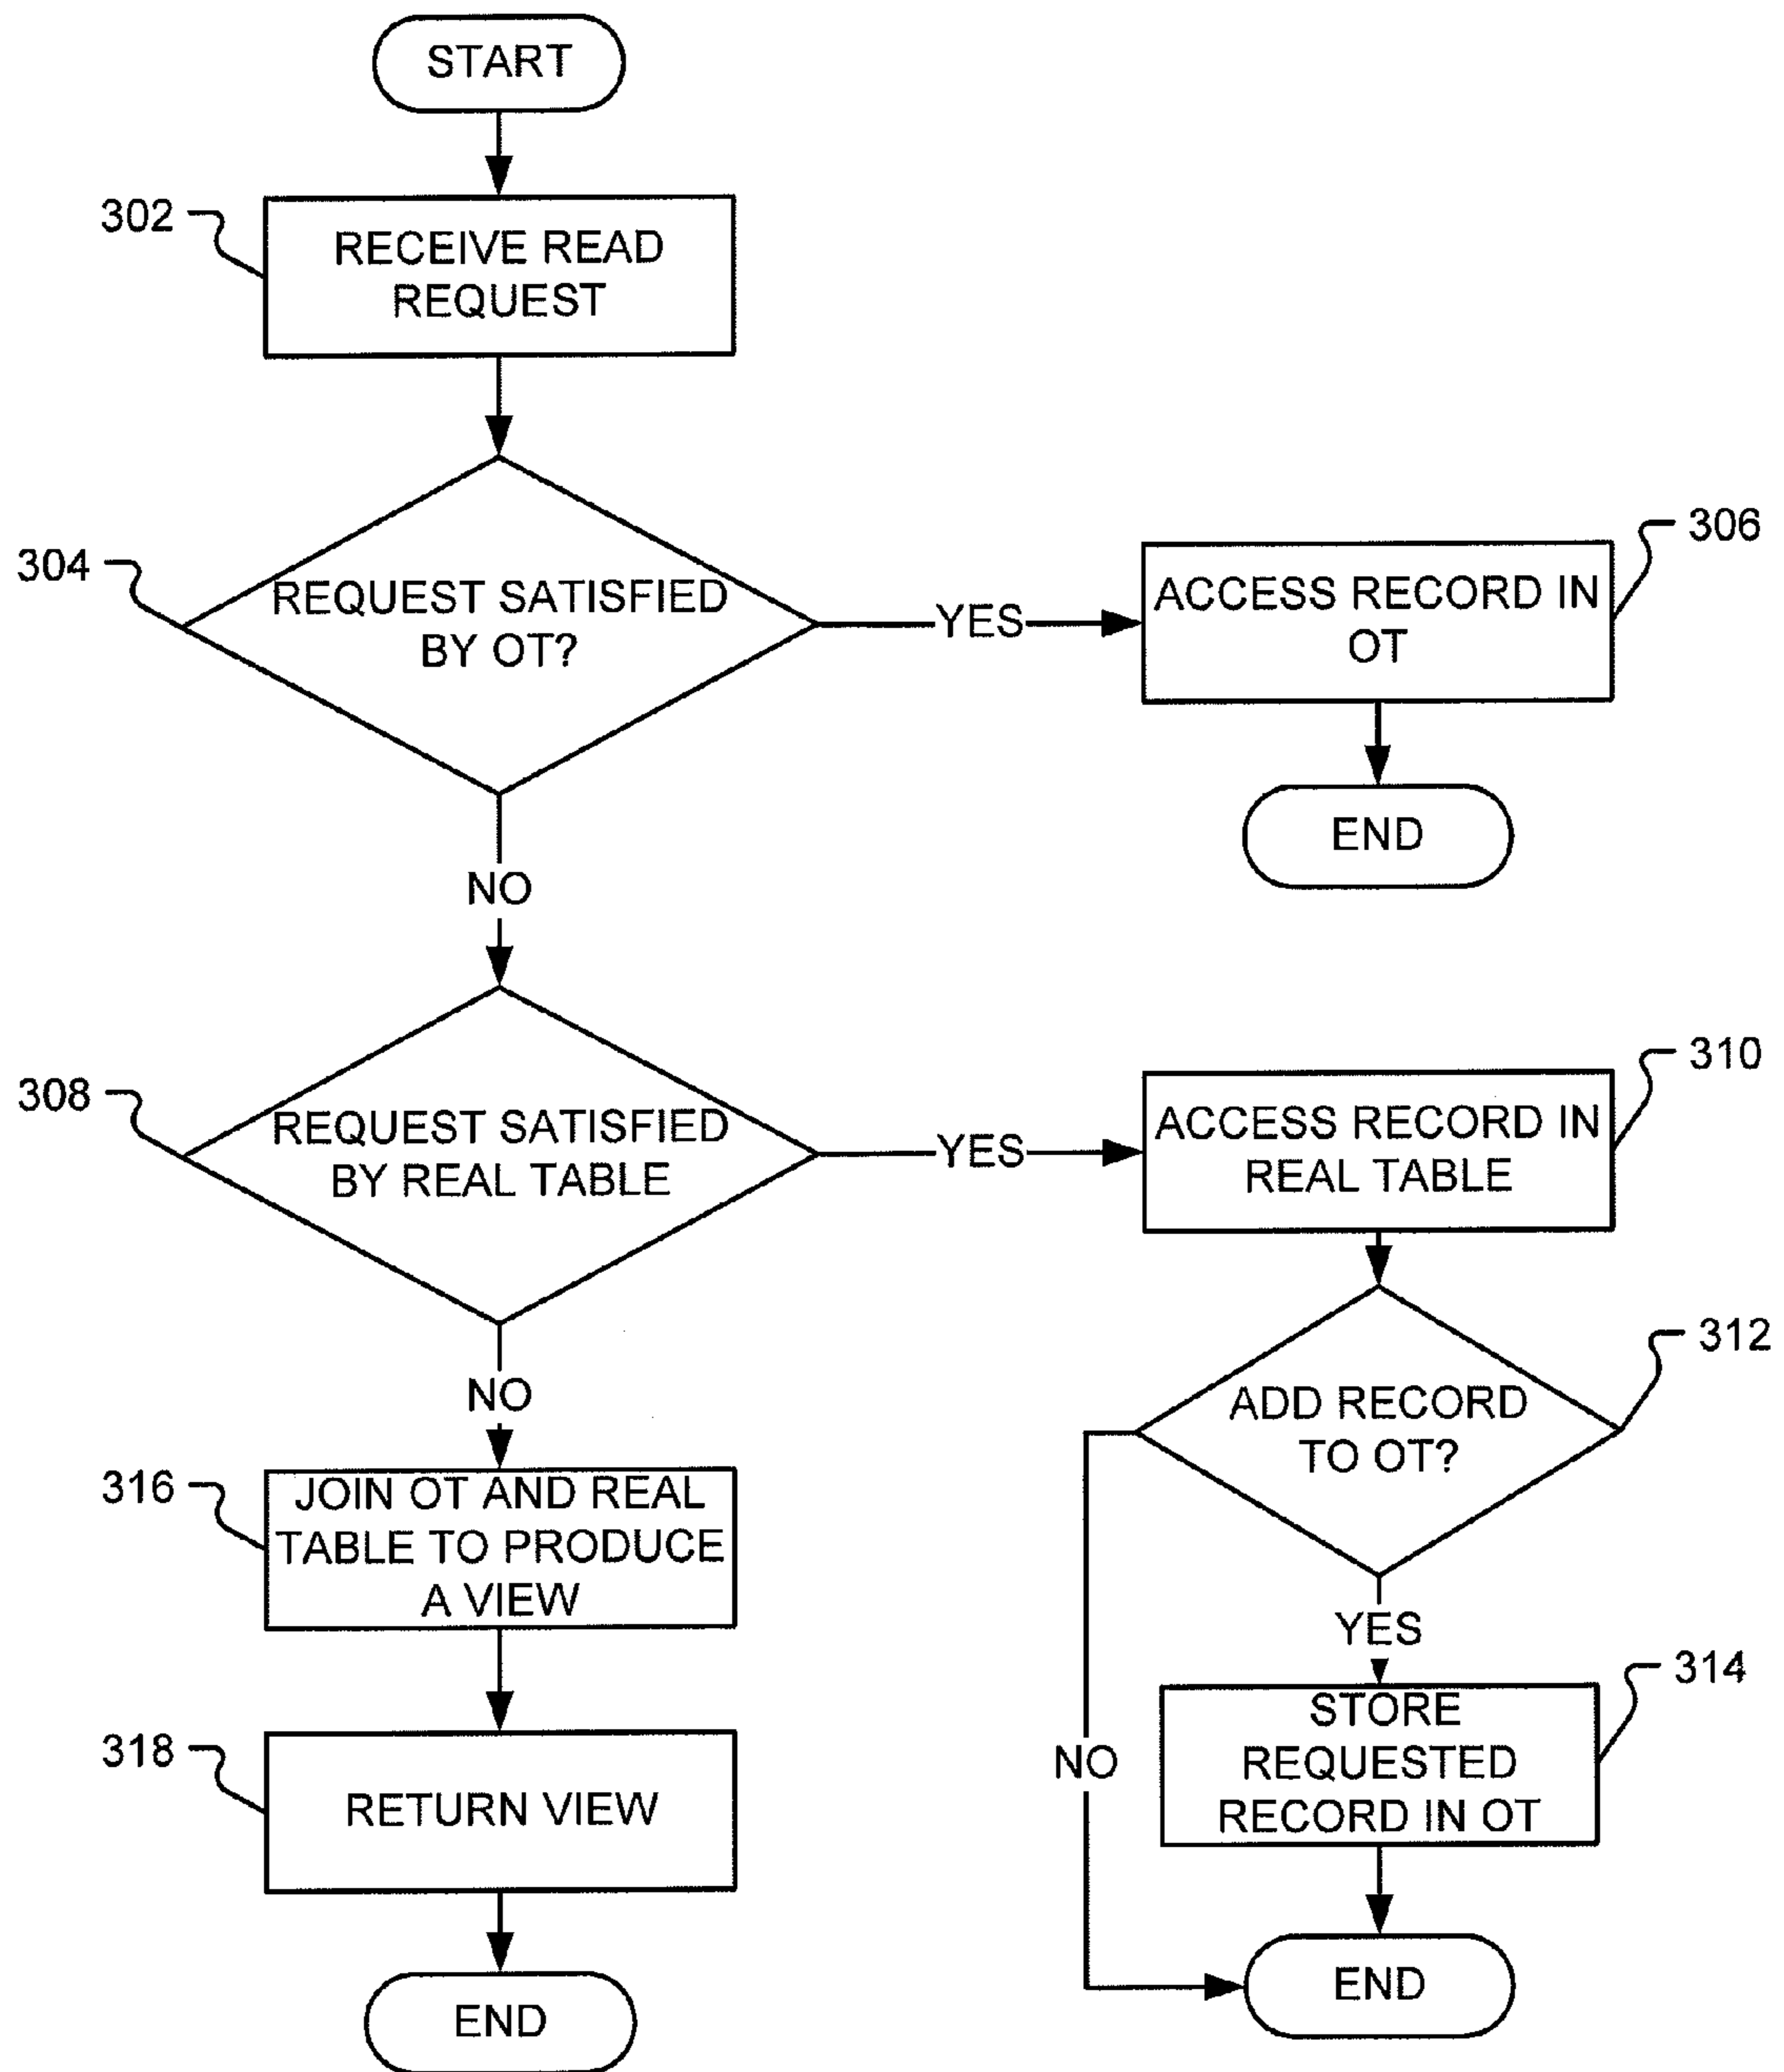 START
302
RECEIVE READ
REQUEST
304
REQUEST SATISFIED
BY OT?
YES
306
ACCESS RECORD IN
OT
END
NO
308
REQUEST SATISFIED
BY REAL TABLE
YES
310
ACCESS RECORD IN
REAL TABLE
312
ADD RECORD
TO OT?
NO
YES
314
STORE
REQUESTED
RECORD IN OT
END
NO
316
JOIN OT AND REAL
TABLE TO PRODUCE
A VIEW
318
RETURN VIEW
END